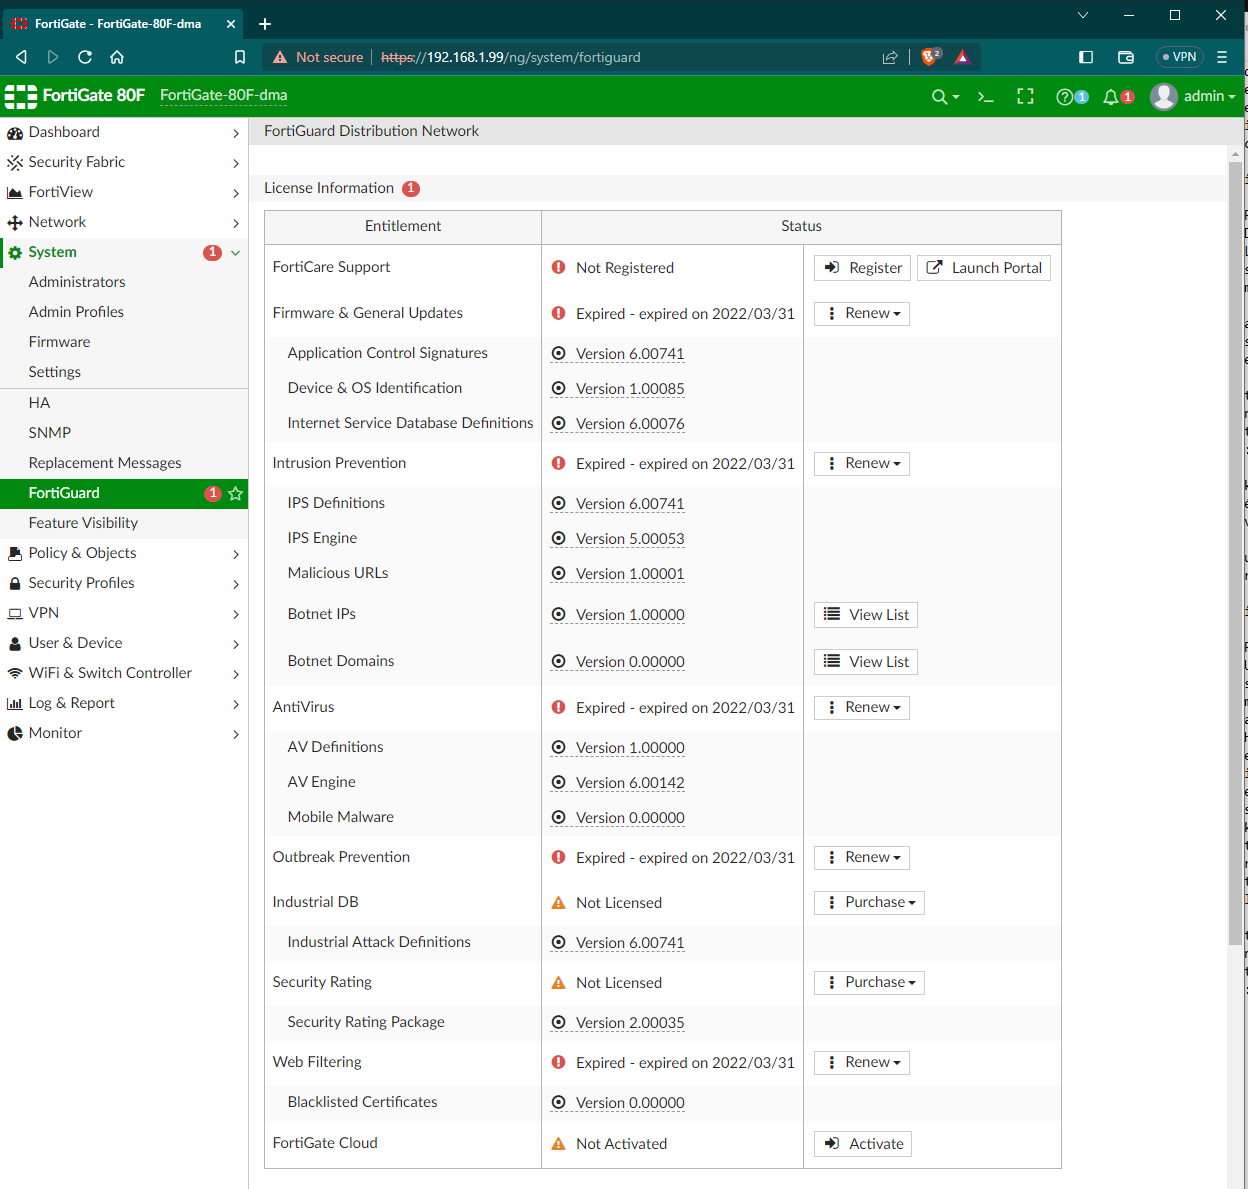 FortiGate - FortiGate-80F-dma
Not secure https://192.168.1.99/ng/system/fortiguard 2 VPN
FortiGate 80F FortiGate-80F-dma 1 1 admin
Dashboard
Security Fabric
FortiView
Network
System 1
Administrators
Admin Profiles
Firmware
Settings
HA
SNMP
Replacement Messages
FortiGuard 1
Feature Visibility
Policy & Objects
Security Profiles
VPN
User & Device
WiFi & Switch Controller
Log & Report
Monitor
FortiGuard Distribution Network
License Information 1
Entitlement Status
FortiCare Support Not Registered Register Launch Portal
Firmware & General Updates Expired - expired on 2022/03/31 Renew
Application Control Signatures Version 6.00741
Device & OS Identification Version 1.00085
Internet Service Database Definitions Version 6.00076
Intrusion Prevention Expired - expired on 2022/03/31 Renew
IPS Definitions Version 6.00741
IPS Engine Version 5.00053
Malicious URLs Version 1.00001
Botnet IPs Version 1.00000 View List
Botnet Domains Version 0.00000 View List
AntiVirus Expired - expired on 2022/03/31 Renew
AV Definitions Version 1.00000
AV Engine Version 6.00142
Mobile Malware Version 0.00000
Outbreak Prevention Expired - expired on 2022/03/31 Renew
Industrial DB Not Licensed Purchase
Industrial Attack Definitions Version 6.00741
Security Rating Not Licensed Purchase
Security Rating Package Version 2.00035
Web Filtering Expired - expired on 2022/03/31 Renew
Blacklisted Certificates Version 0.00000
FortiGate Cloud Not Activated Activate